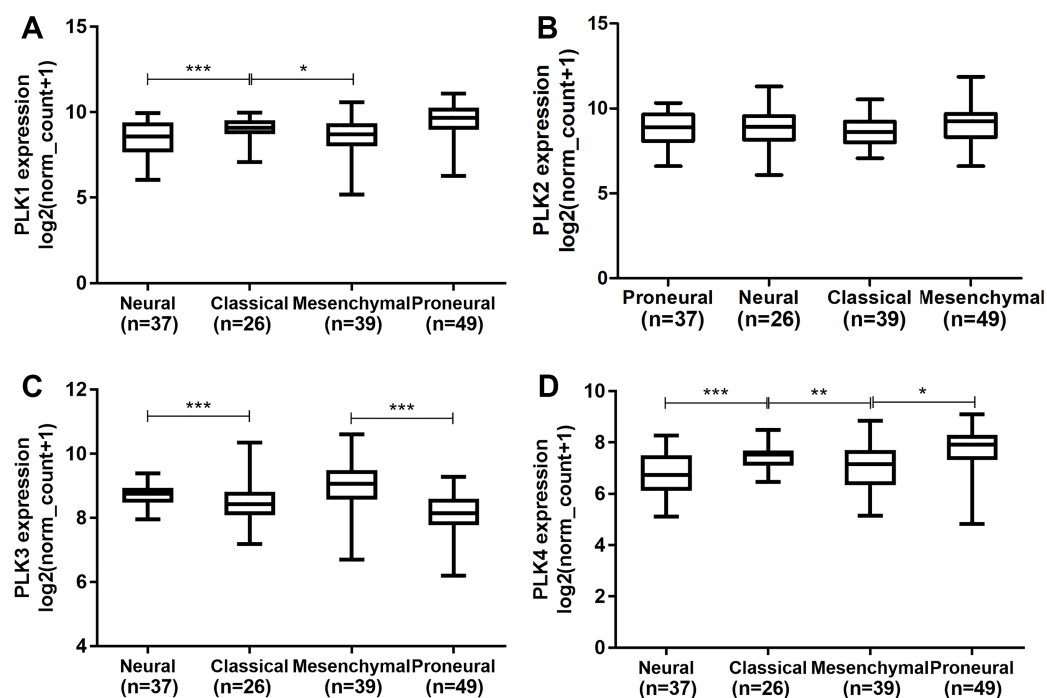 A
PLK1 expression
log2(norm_count+1)
15
10
5
0
***
*
Neural
(n=37)
Classical
(n=26)
Mesenchymal
(n=39)
Proneural
(n=49)
B
PLK2 expression
log2(norm_count+1)
15
10
5
0
Proneural
(n=37)
Neural
(n=26)
Classical
(n=39)
Mesenchymal
(n=49)
C
PLK3 expression
log2(norm_count+1)
12
10
8
6
4
***
***
Neural
(n=37)
Classical
(n=26)
Mesenchymal
(n=39)
Proneural
(n=49)
D
PLK4 expression
log2(norm_count+1)
10
8
6
4
2
0
***
**
*
Neural
(n=37)
Classical
(n=26)
Mesenchymal
(n=39)
Proneural
(n=49)